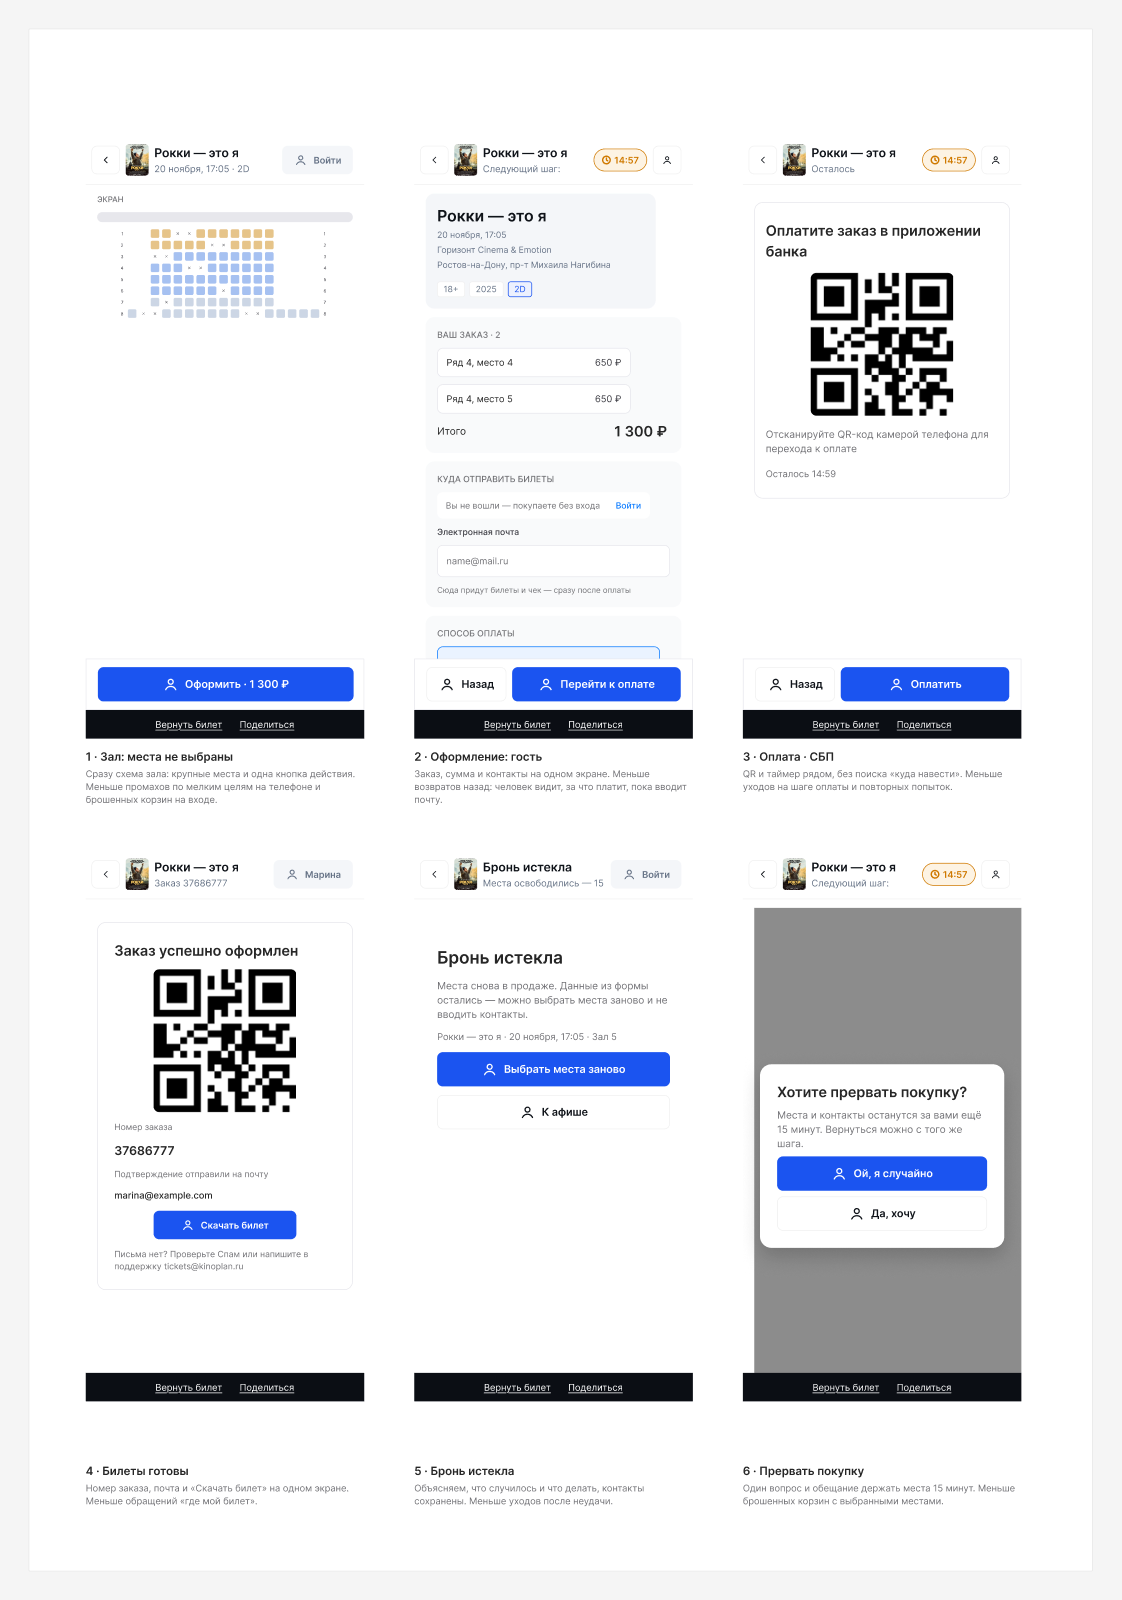 Рокки — это я
20 ноября, 17:05 · 2D
Войти
ЭКРАН
1 1
2 2
3 3
4 4
5 5
6 6
7 7
8 8
Оформить · 1 300 ₽
Вернуть билет Поделиться
1 · Зал: места не выбраны
Сразу схема зала: крупные места и одна кнопка действия.
Меньше промахов по мелким целям на телефоне и
брошенных корзин на входе.
Рокки — это я
Следующий шаг:
14:57
Рокки — это я
20 ноября, 17:05
Горизонт Cinema & Emotion
Ростов-на-Дону, пр-т Михаила Нагибина
18+ 2025 2D
ВАШ ЗАКАЗ · 2
Ряд 4, место 4 650 ₽
Ряд 4, место 5 650 ₽
Итого 1 300 ₽
КУДА ОТПРАВИТЬ БИЛЕТЫ
Вы не вошли — покупаете без входа Войти
Электронная почта
name@mail.ru
Сюда придут билеты и чек — сразу после оплаты
СПОСОБ ОПЛАТЫ
Назад Перейти к оплате
Вернуть билет Поделиться
2 · Оформление: гость
Заказ, сумма и контакты на одном экране. Меньше
возвратов назад: человек видит, за что платит, пока вводит
почту.
Рокки — это я
Осталось
14:57
Оплатите заказ в приложении
банка
Отсканируйте QR-код камерой телефона для
перехода к оплате
Осталось 14:59
Назад Оплатить
Вернуть билет Поделиться
3 · Оплата · СБП
QR и таймер рядом, без поиска «куда навести». Меньше
уходов на шаге оплаты и повторных попыток.
Рокки — это я
Заказ 37686777
Марина
Заказ успешно оформлен
Номер заказа
37686777
Подтверждение отправили на почту
marina@example.com
Скачать билет
Письма нет? Проверьте Спам или напишите в
поддержку tickets@kinoplan.ru
Вернуть билет Поделиться
4 · Билеты готовы
Номер заказа, почта и «Скачать билет» на одном экране.
Меньше обращений «где мой билет».
Бронь истекла
Места освободились — 15
Войти
Бронь истекла
Места снова в продаже. Данные из формы
остались — можно выбрать места заново и не
вводить контакты.
Рокки — это я · 20 ноября, 17:05 · Зал 5
Выбрать места заново
К афише
Вернуть билет Поделиться
5 · Бронь истекла
Объясняем, что случилось и что делать, контакты
сохранены. Меньше уходов после неудачи.
Рокки — это я
Следующий шаг:
14:57
Хотите прервать покупку?
Места и контакты останутся за вами ещё
15 минут. Вернуться можно с того же
шага.
Ой, я случайно
Да, хочу
Вернуть билет Поделиться
6 · Прервать покупку
Один вопрос и обещание держать места 15 минут. Меньше
брошенных корзин с выбранными местами.